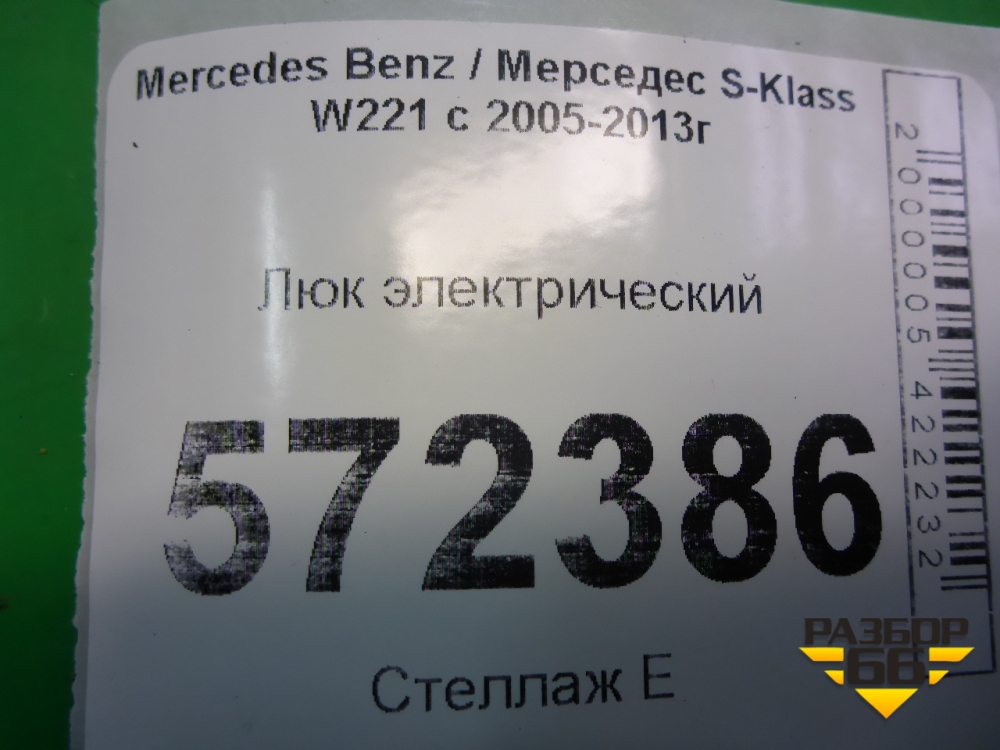 Mercedes Benz / Мерседес S-Klass
W221 с 2005-2013г
Люк электрический
572386
Стеллаж Е
2000005422232
РАЗБОР
66